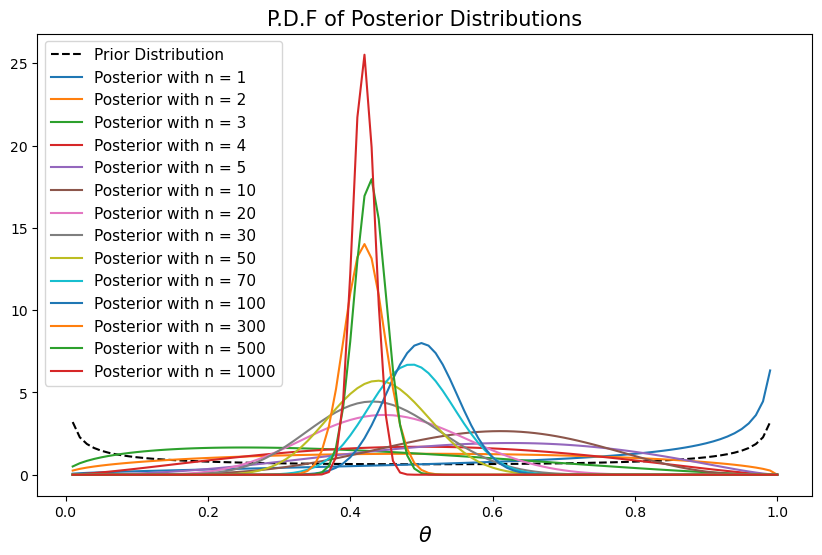 P.D.F of Posterior Distributions
Prior Distribution
Posterior with n = 1
Posterior with n = 2
Posterior with n = 3
Posterior with n = 4
Posterior with n = 5
Posterior with n = 10
Posterior with n = 20
Posterior with n = 30
Posterior with n = 50
Posterior with n = 70
Posterior with n = 100
Posterior with n = 300
Posterior with n = 500
Posterior with n = 1000
25
20
15
10
5
0
0.0 0.2 0.4 0.6 0.8 1.0
θ